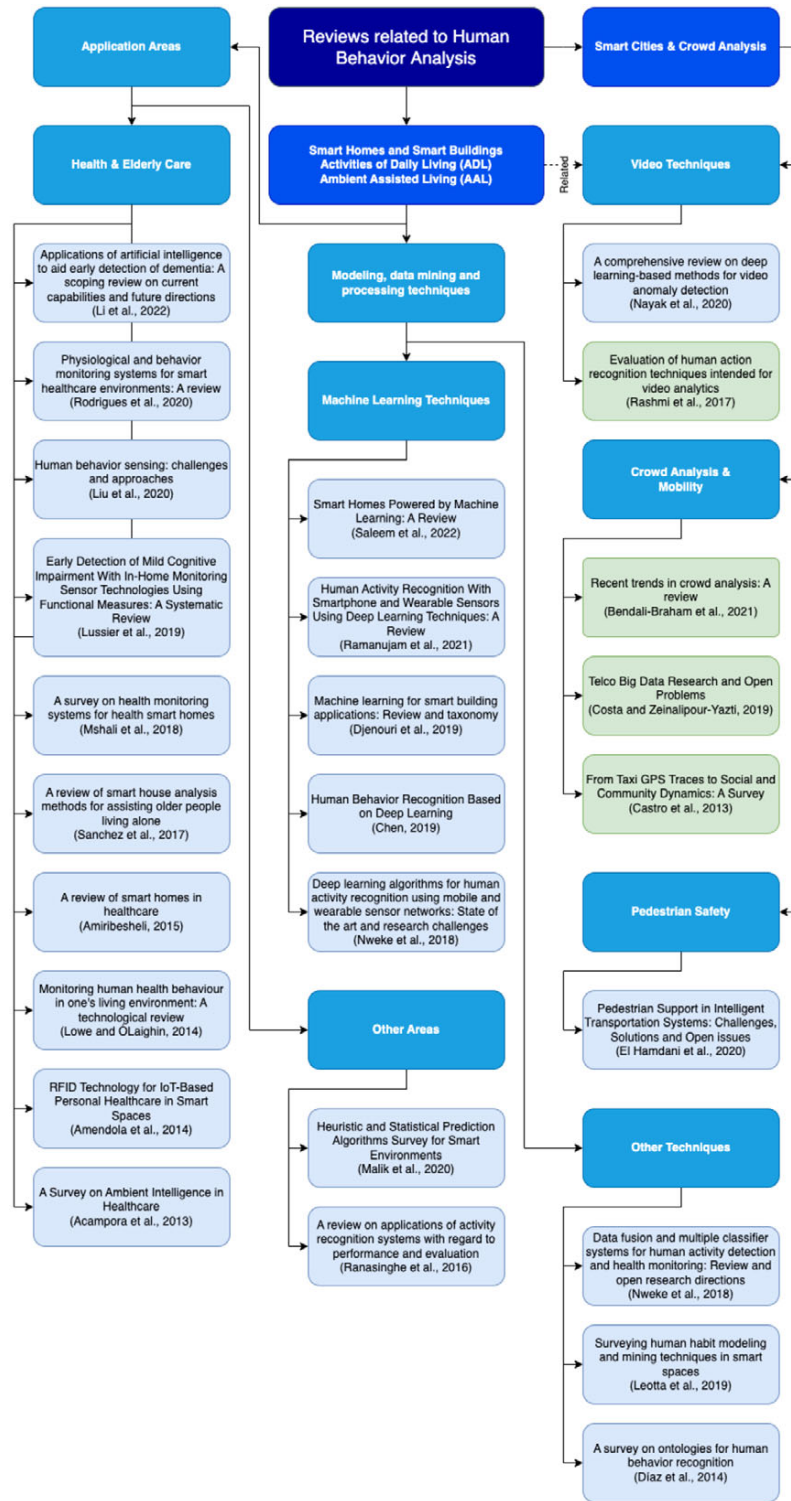 Reviews related to Human
Behavior Analysis
Application Areas
Smart Cities & Crowd Analysis
Health & Elderly Care
Applications of artificial intelligence
to aid early detection of dementia: A
scoping review on current
capabilities and future directions
(Li et al., 2022)
Physiological and behavior
monitoring systems for smart
healthcare environments: A review
(Rodrigues et al., 2020)
Human behavior sensing: challenges
and approaches
(Liu et al., 2020)
Early Detection of Mild Cognitive
Impairment With In-Home Monitoring
Sensor Technologies Using
Functional Measures: A Systematic
Review
(Lussier et al., 2019)
A survey on health monitoring
systems for health smart homes
(Mshali et al., 2018)
A review of smart house analysis
methods for assisting older people
living alone
(Sanchez et al., 2017)
A review of smart homes in
healthcare
(Amiribesheli, 2015)
Monitoring human health behaviour
in one's living environment: A
technological review
(Lowe and OLaighin, 2014)
RFID Technology for IoT-Based
Personal Healthcare in Smart
Spaces
(Amendola et al., 2014)
A Survey on Ambient Intelligence in
Healthcare
(Acampora et al., 2013)
Smart Homes and Smart Buildings
Activities of Daily Living (ADL)
Ambient Assisted Living (AAL)
Related
Modeling, data mining and
processing techniques
Machine Learning Techniques
Smart Homes Powered by Machine
Learning: A Review
(Saleem et al., 2022)
Human Activity Recognition With
Smartphone and Wearable Sensors
Using Deep Learning Techniques: A
Review
(Ramanujam et al., 2021)
Machine learning for smart building
applications: Review and taxonomy
(Djenouri et al., 2019)
Human Behavior Recognition Based
on Deep Learning
(Chen, 2019)
Deep learning algorithms for human
activity recognition using mobile and
wearable sensor networks: State of
the art and research challenges
(Nweke et al., 2018)
Other Areas
Heuristic and Statistical Prediction
Algorithms Survey for Smart
Environments
(Malik et al., 2020)
A review on applications of activity
recognition systems with regard to
performance and evaluation
(Ranasinghe et al., 2016)
Video Techniques
A comprehensive review on deep
learning-based methods for video
anomaly detection
(Nayak et al., 2020)
Evaluation of human action
recognition techniques intended for
video analytics
(Rashmi et al., 2017)
Crowd Analysis &
Mobility
Recent trends in crowd analysis: A
review
(Bendali-Braham et al., 2021)
Telco Big Data Research and Open
Problems
(Costa and Zeinalipour-Yazti, 2019)
From Taxi GPS Traces to Social and
Community Dynamics: A Survey
(Castro et al., 2013)
Pedestrian Safety
Pedestrian Support in Intelligent
Transportation Systems: Challenges,
Solutions and Open issues
(El Hamdani et al., 2020)
Other Techniques
Data fusion and multiple classifier
systems for human activity detection
and health monitoring: Review and
open research directions
(Nweke et al., 2018)
Surveying human habit modeling
and mining techniques in smart
spaces
(Leotta et al., 2019)
A survey on ontologies for human
behavior recognition
(Díaz et al., 2014)